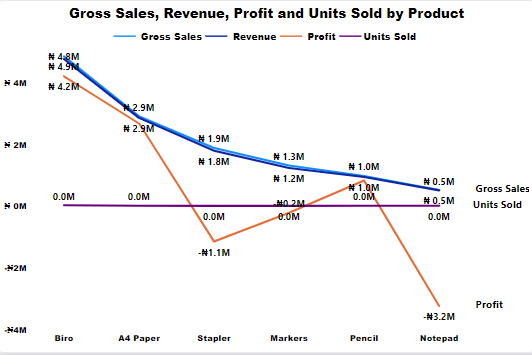 Gross Sales, Revenue, Profit and Units Sold by Product
Gross Sales Revenue Profit Units Sold
₦ 4.8M
₦ 4.9M
₦ 4M
₦ 4.2M
₦ 2.9M
₦ 2.9M
₦ 2M
₦ 1.9M
₦ 1.8M
₦ 1.3M
₦ 1.2M
₦ 1.0M
₦ 1.0M
₦ 0.5M
₦ 0.5M
Gross Sales
Units Sold
₦ 0M
0.0M 0.0M 0.0M 0.0M 0.0M 0.0M
-₦0.2M
-₦1.1M
-₦2M
-₦3.2M
Profit
-₦4M
Biro A4 Paper Stapler Markers Pencil Notepad